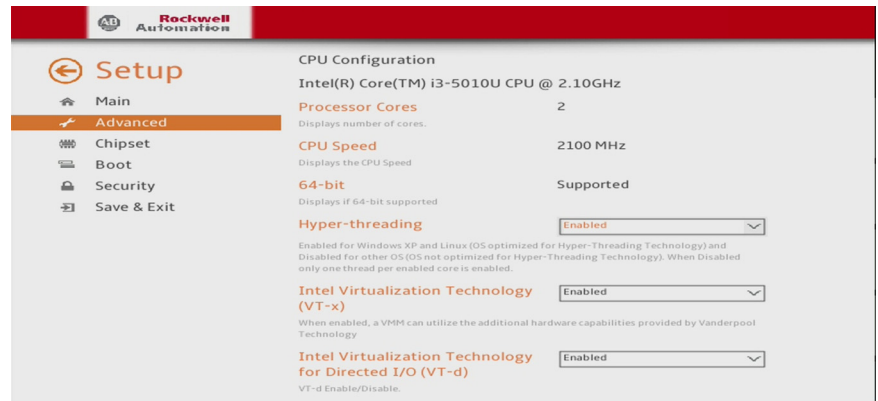 AB
Rockwell
Automation
Setup
Main
Advanced
Chipset
Boot
Security
Save & Exit
CPU Configuration
Intel(R) Core(TM) i3-5010U CPU @ 2.10GHz
Processor Cores 2
Displays number of cores.
CPU Speed 2100 MHz
Displays the CPU Speed
64-bit Supported
Displays if 64-bit supported
Hyper-threading Enabled
Enabled for Windows XP and Linux (OS optimized for Hyper-Threading Technology) and
Disabled for other OS (OS not optimized for Hyper-Threading Technology). When Disabled
only one thread per enabled core is enabled.
Intel Virtualization Technology Enabled
(VT-x)
When enabled, a VMM can utilize the additional hardware capabilities provided by Vanderpool
Technology
Intel Virtualization Technology Enabled
for Directed I/O (VT-d)
VT-d Enable/Disable.